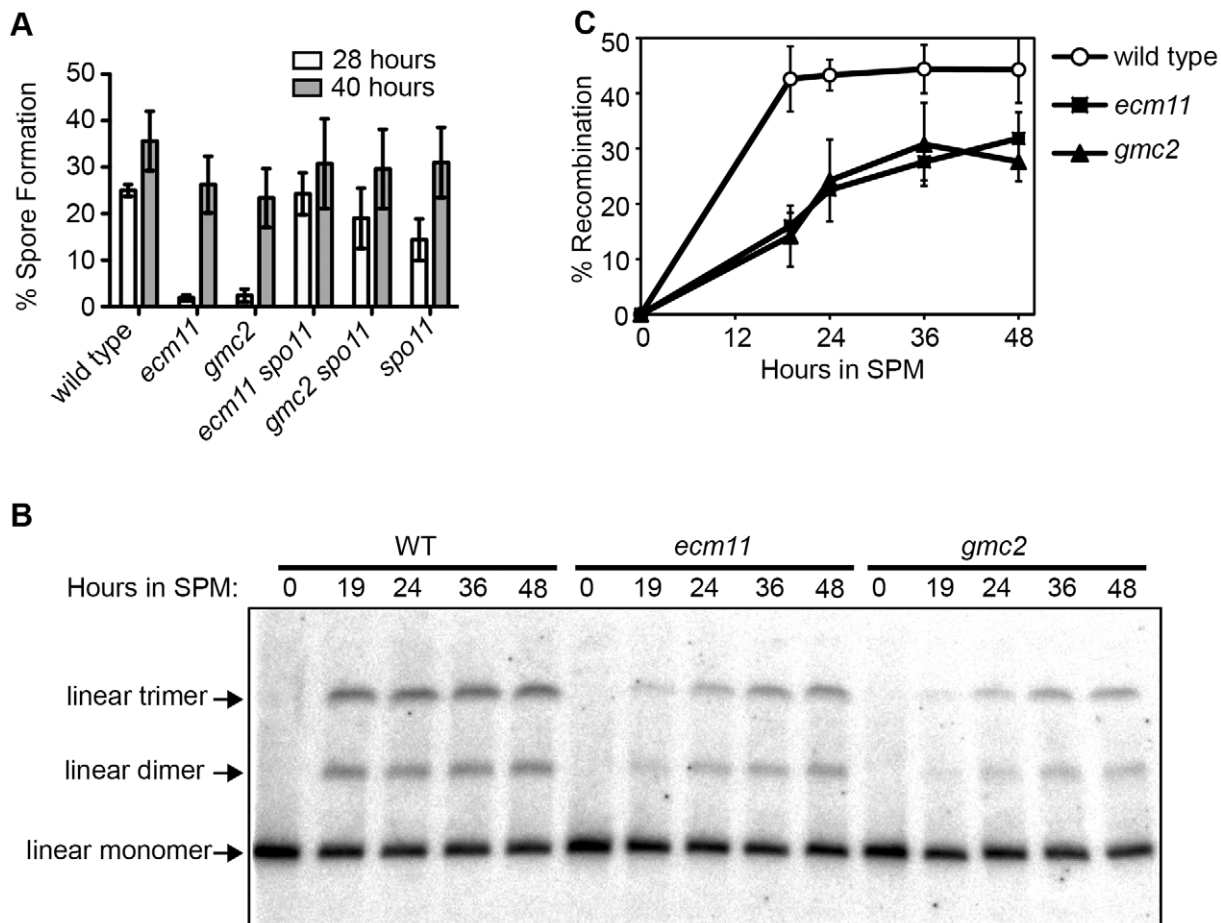 A
28 hours
40 hours
50
40
30
20
10
0
% Spore Formation
wild type
ecm11
gmc2
ecm11 spo11
gmc2 spo11
spo11
C
50
40
30
20
10
0
% Recombination
0 12 24 36 48
Hours in SPM
wild type
ecm11
gmc2
B
WT ecm11 gmc2
Hours in SPM: 0 19 24 36 48 0 19 24 36 48 0 19 24 36 48
linear trimer
linear dimer
linear monomer